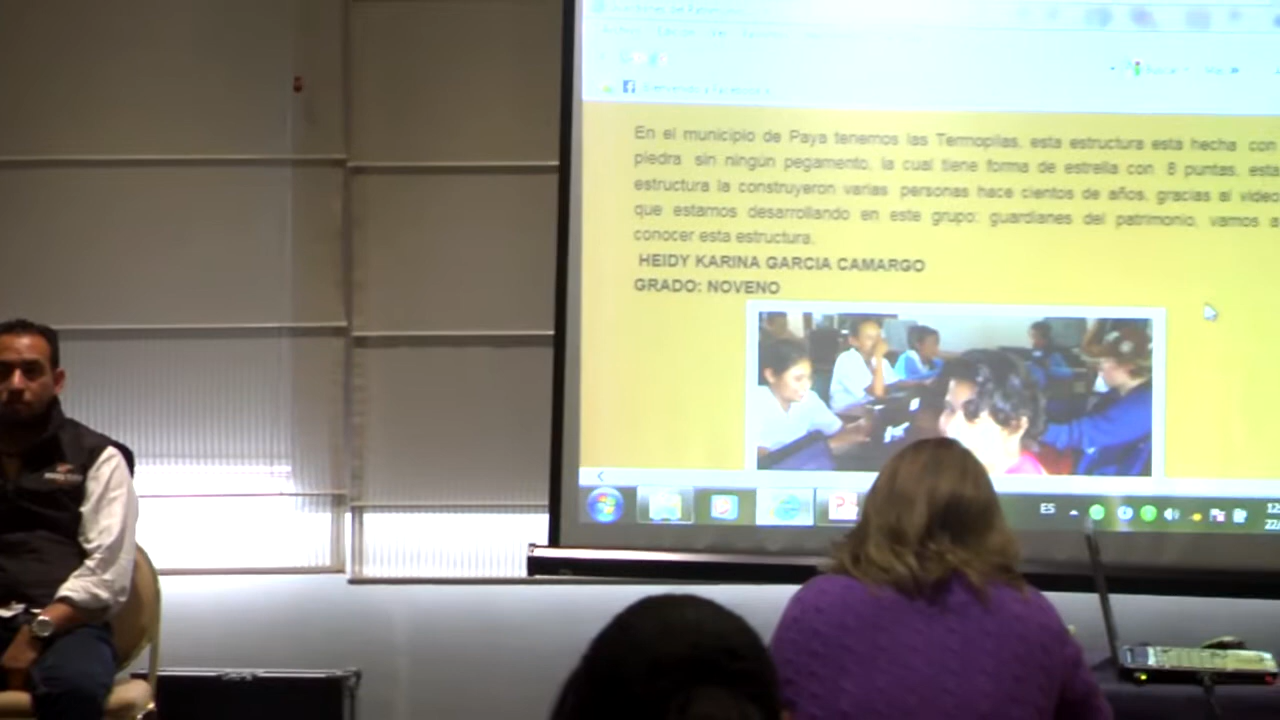 En el municipio de Paya tenemos las Termopilas, esta estructura está hecha con
piedra sin ningún pegamento, la cual tiene forma de estrella con 8 puntas, esta
estructura la construyeron varias personas hace cientos de años, gracias al video
que estamos desarrollando en este grupo: guardianes del patrimonio, vamos a
conocer esta estructura.
HEIDY KARINA GARCIA CAMARGO
GRADO: NOVENO
ES